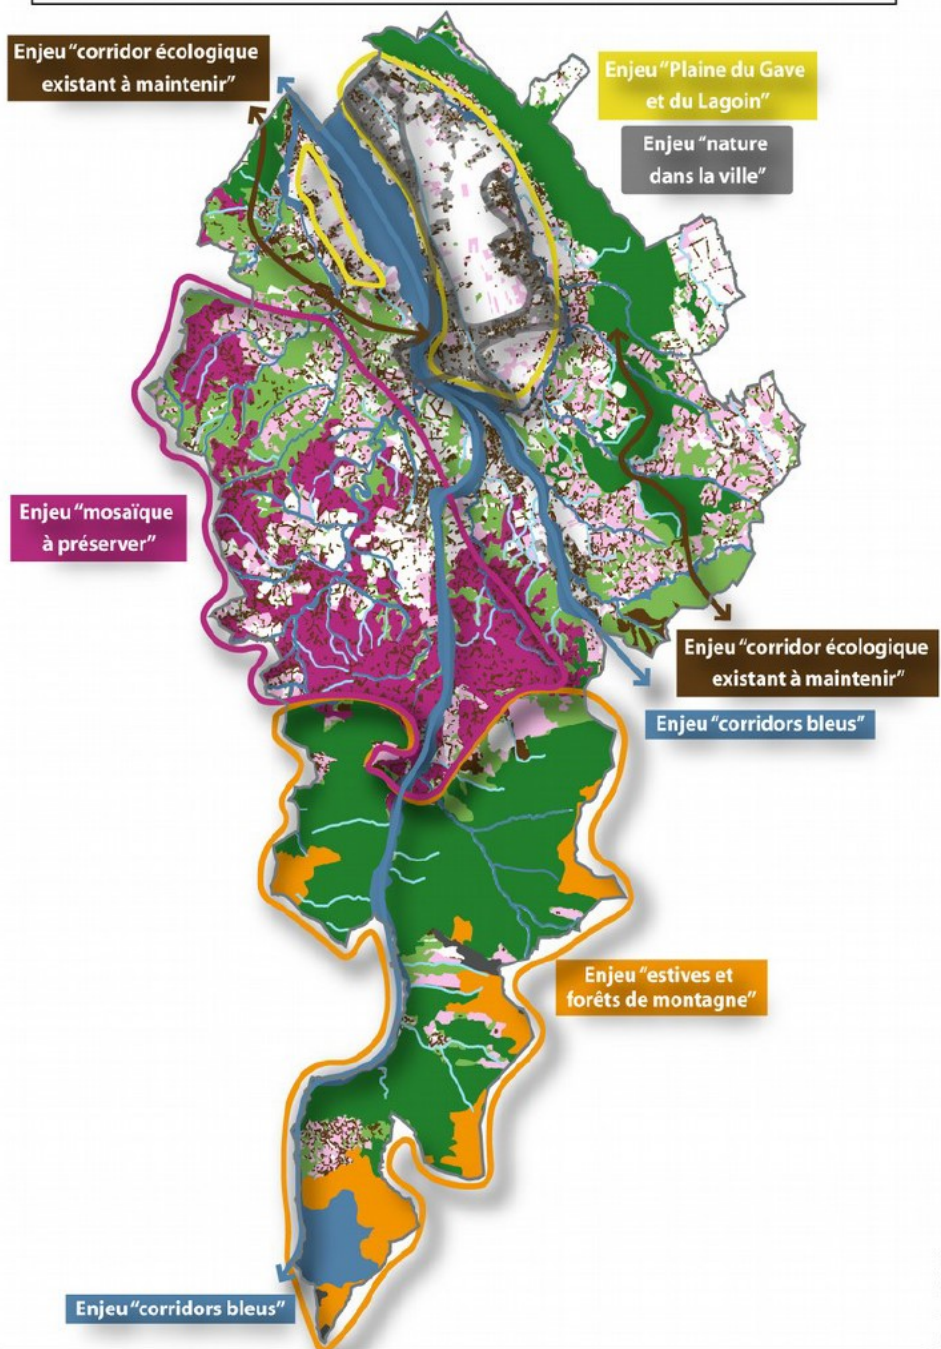 Enjeu “corridor écologique
existant à maintenir”
Enjeu “Plaine du Gave
et du Lagoin”
Enjeu “nature
dans la ville”
Enjeu “mosaïque
à préserver”
Enjeu “corridor écologique
existant à maintenir”
Enjeu “corridors bleus”
Enjeu “estives et
forêts de montagne”
Enjeu “corridors bleus”